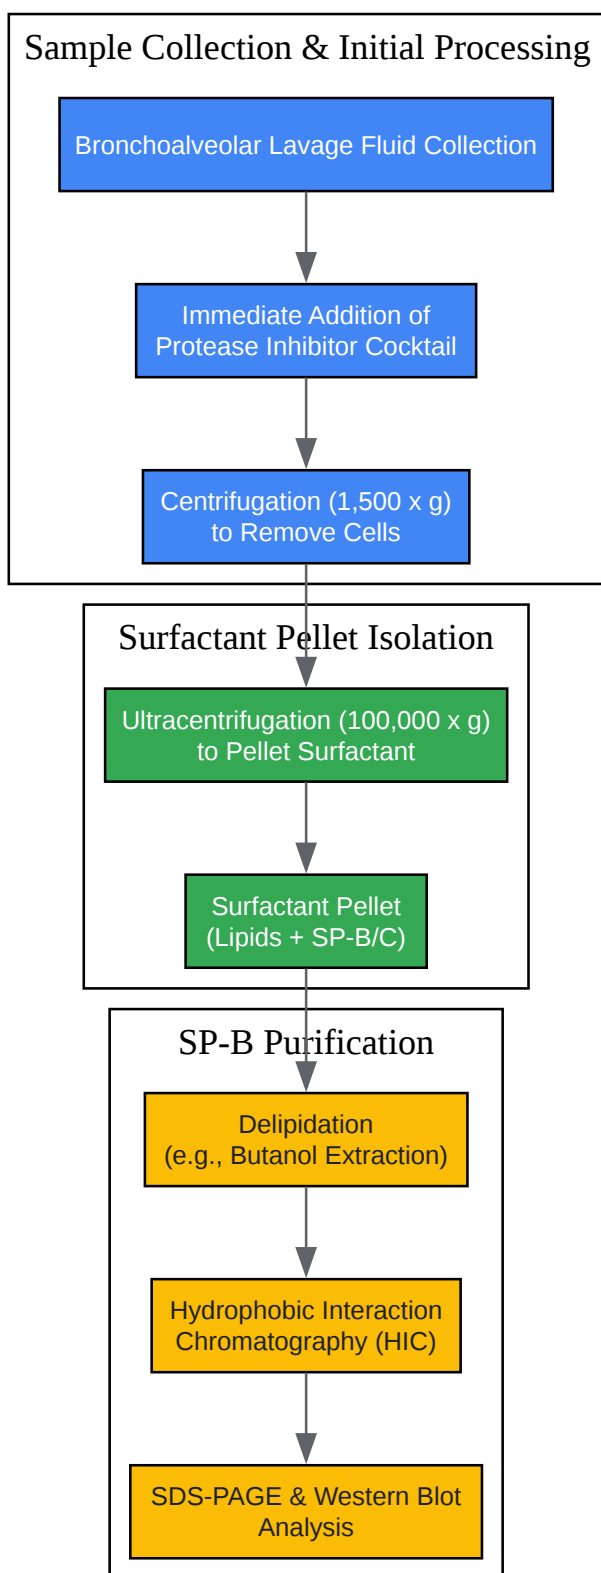 Sample Collection & Initial Processing
Bronchoalveolar Lavage Fluid Collection
Immediate Addition of
Protease Inhibitor Cocktail
Centrifugation (1,500 x g)
to Remove Cells
Surfactant Pellet Isolation
Ultracentrifugation (100,000 x g)
to Pellet Surfactant
Surfactant Pellet
(Lipids + SP-B/C)
SP-B Purification
Delipidation
(e.g., Butanol Extraction)
Hydrophobic Interaction
Chromatography (HIC)
SDS-PAGE & Western Blot
Analysis